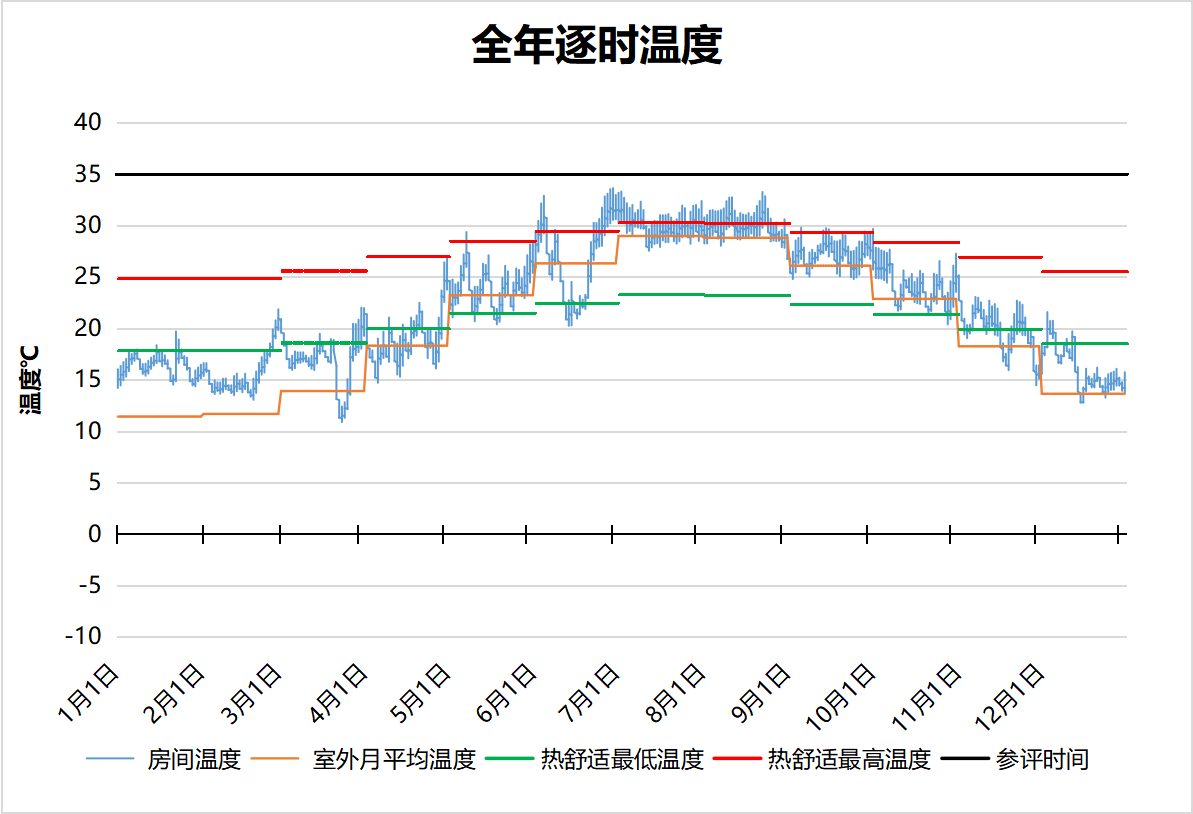 全年逐时温度
40
35
30
25
20
15
10
5
0
-5
-10
温度℃
1月1日
2月1日
3月1日
4月1日
5月1日
6月1日
7月1日
8月1日
9月1日
10月1日
11月1日
12月1日
房间温度 室外月平均温度 热舒适最低温度 热舒适最高温度 参评时间